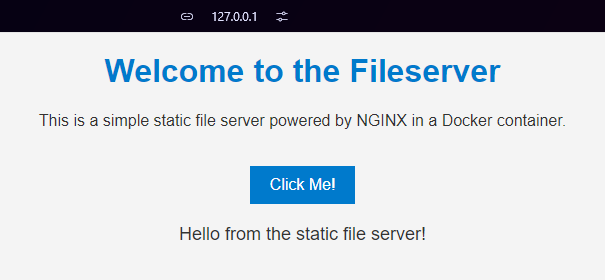 127.0.0.1
Welcome to the Fileserver
This is a simple static file server powered by NGINX in a Docker container.
Click Me!
Hello from the static file server!